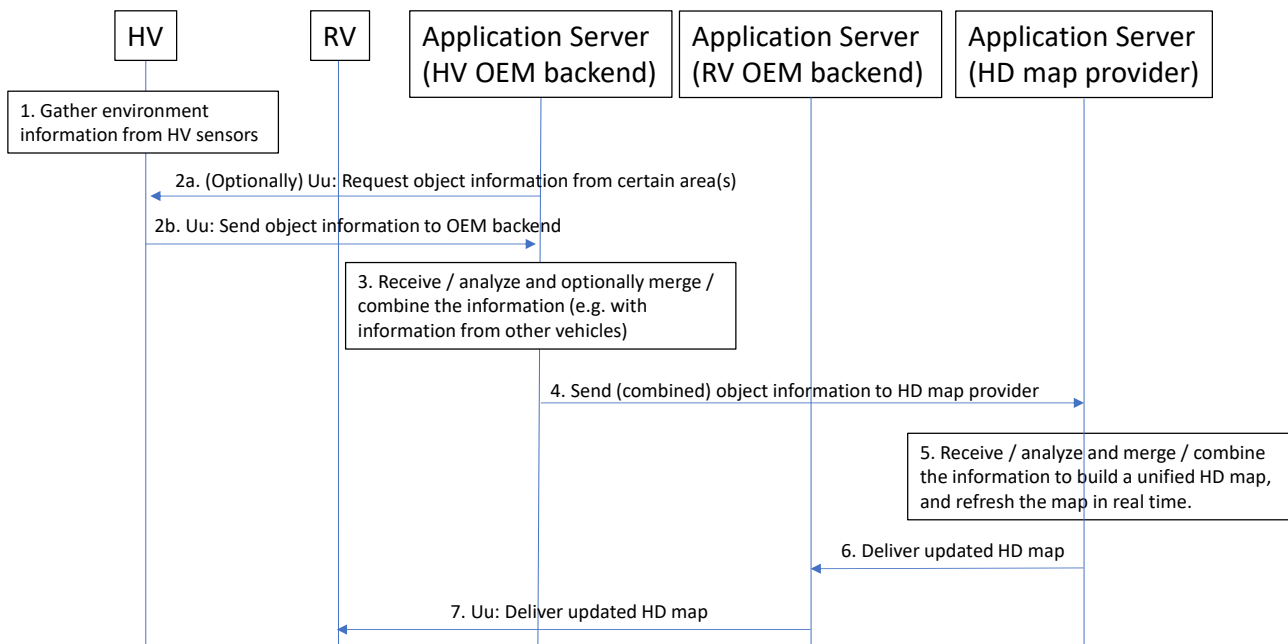 HV
RV
Application Server
(HV OEM backend)
Application Server
(RV OEM backend)
Application Server
(HD map provider)
1. Gather environment
information from HV sensors
2a. (Optionally) Uu: Request object information from certain area(s)
2b. Uu: Send object information to OEM backend
3. Receive / analyze and optionally merge /
combine the information (e.g. with
information from other vehicles)
4. Send (combined) object information to HD map provider
5. Receive / analyze and merge / combine
the information to build a unified HD map,
and refresh the map in real time.
6. Deliver updated HD map
7. Uu: Deliver updated HD map